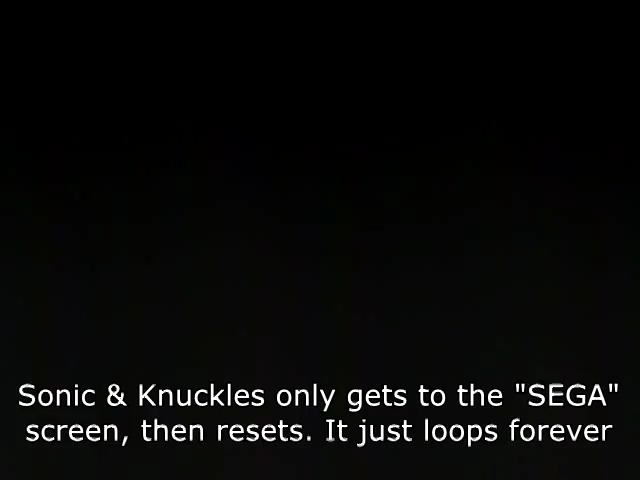 Sonic & Knuckles only gets to the "SEGA"
screen, then resets. It just loops forever